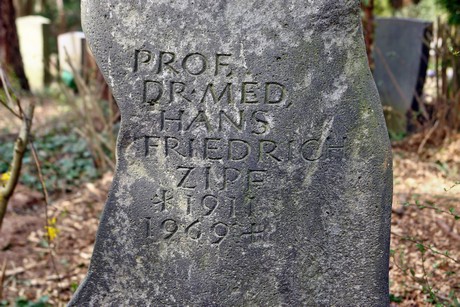 PROF.
DR·MED,
HANS
FRIEDRICH
ZIPF
* 1911
1969 +